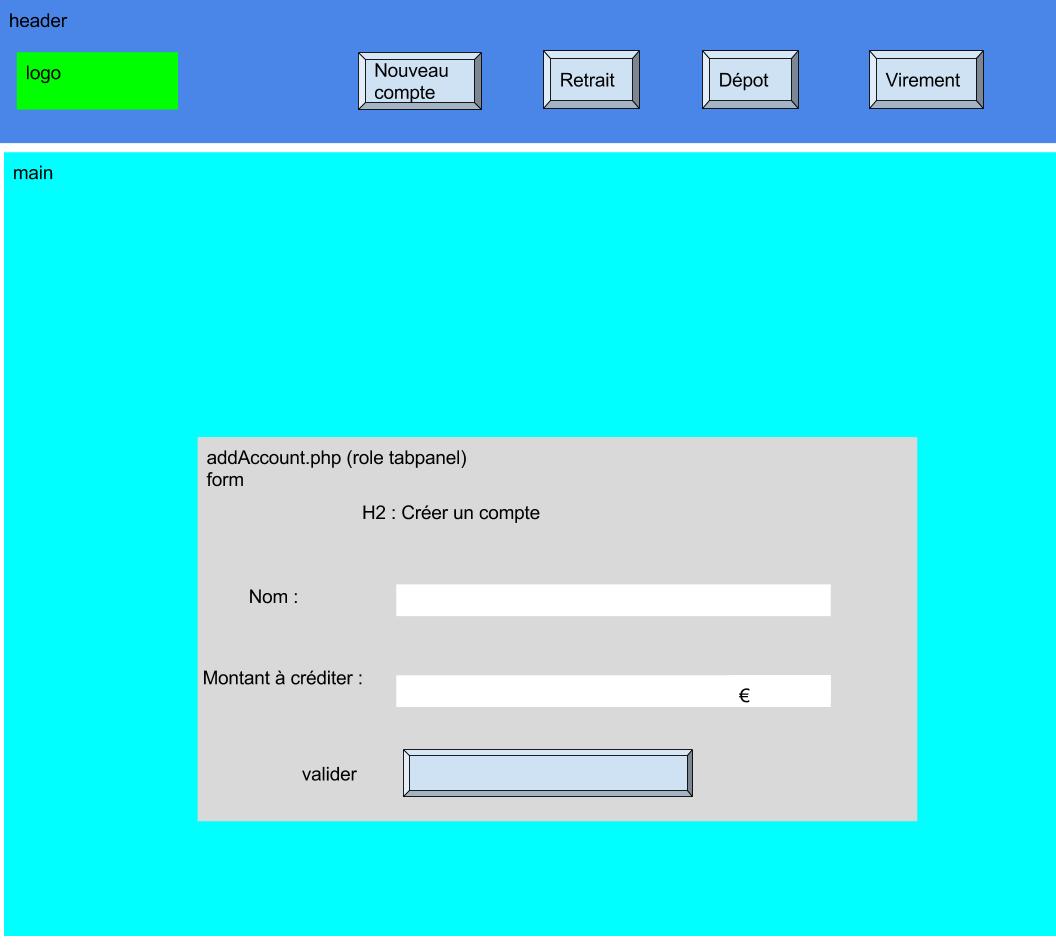 header
logo
Nouveau
compte
Retrait
Dépot
Virement
main
addAccount.php (role tabpanel)
form
H2 : Créer un compte
Nom :
Montant à créditer :
€
valider